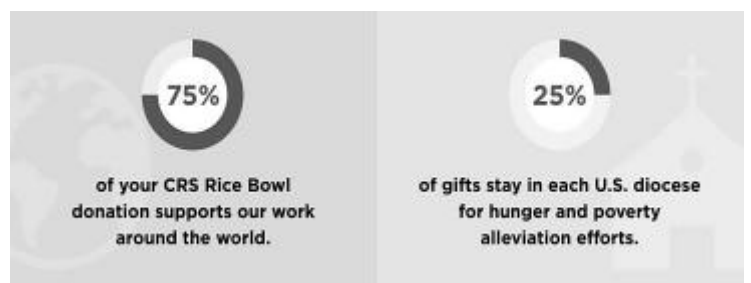 75%
of your CRS Rice Bowl
donation supports our work
around the world.
25%
of gifts stay in each U.S. diocese
for hunger and poverty
alleviation efforts.